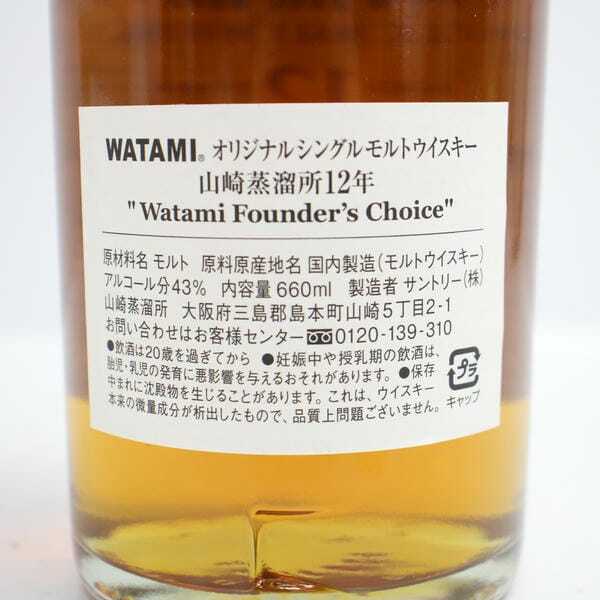 WATAMI® オリジナルシングルモルトウイスキー
山崎蒸溜所12年
"Watami Founder's Choice"
原材料名 モルト 原料原産地名 国内製造(モルトウイスキー)
アルコール分43% 内容量 660ml 製造者 サントリー(株)
山崎蒸溜所 大阪府三島郡島本町山崎5丁目2-1
お問い合わせはお客様センター 0120-139-310
●飲酒は20歳を過ぎてから ●妊娠中や授乳期の飲酒は、
胎児・乳児の発育に悪影響を与えるおそれがあります。 ●保存
中まれに沈殿物を生じることがあります。これは、ウイスキー
本来の微量成分が析出したもので、品質上問題ございません。
プラ
キャップ